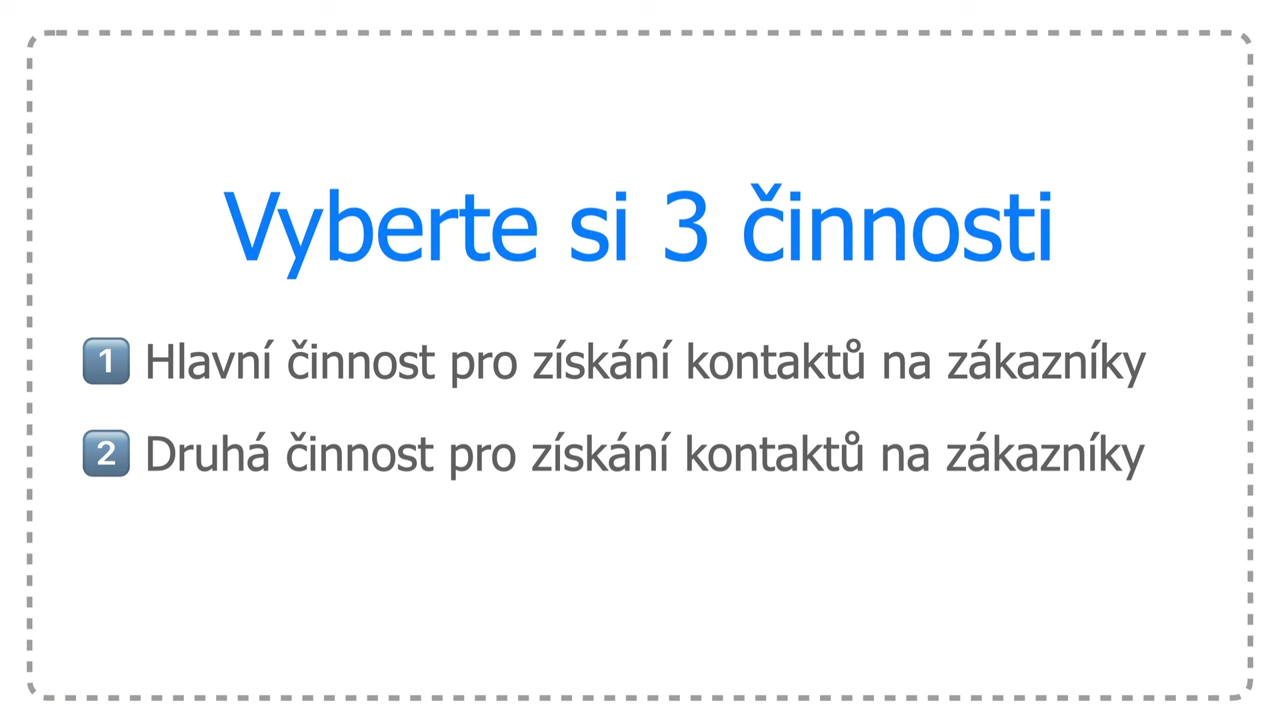 Vyberte si 3 činnosti
1 Hlavní činnost pro získání kontaktů na zákazníky
2 Druhá činnost pro získání kontaktů na zákazníky